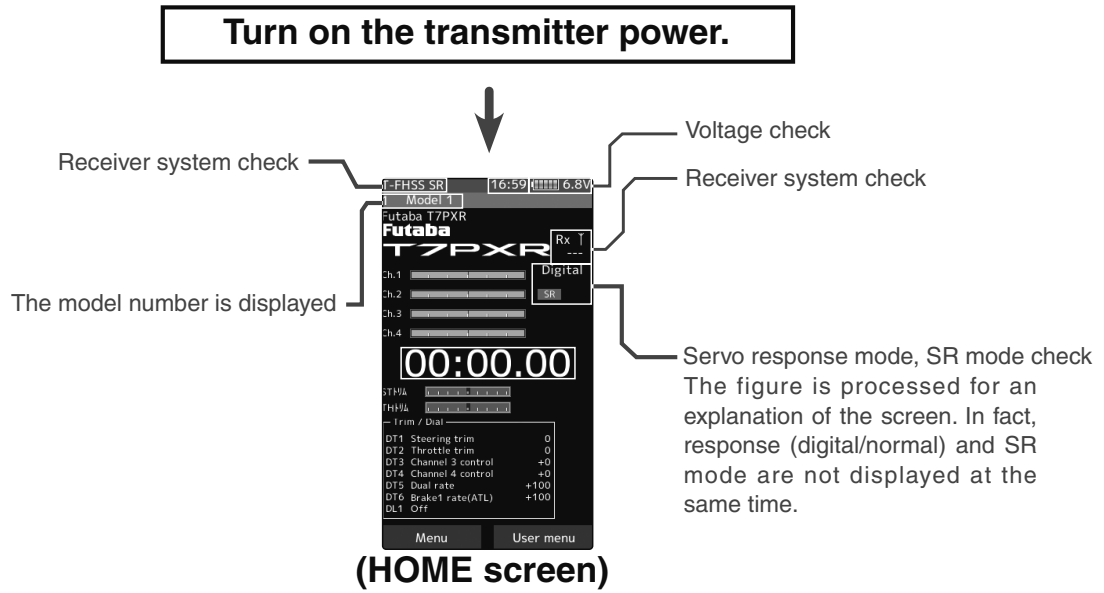 Turn on the transmitter power.
Voltage check
Receiver system check
Receiver system check
The model number is displayed
Servo response mode, SR mode check
The figure is processed for an
explanation of the screen. In fact,
response (digital/normal) and SR
mode are not displayed at the
same time.
T-FHSS SR 16:59 6.8V
1 Model 1
Futaba T7PXR
Futaba
T7PXR
Rx
---
Digital
SR
Ch.1
Ch.2
Ch.3
Ch.4
00:00.00
Trim / Dial
DT1 Steering trim 0
DT2 Throttle trim 0
DT3 Channel 3 control +0
DT4 Channel 4 control +0
DT5 Dual rate +100
DT6 Brake1 rate(ATL) +100
DL1 Off
Menu User menu
(HOME screen)